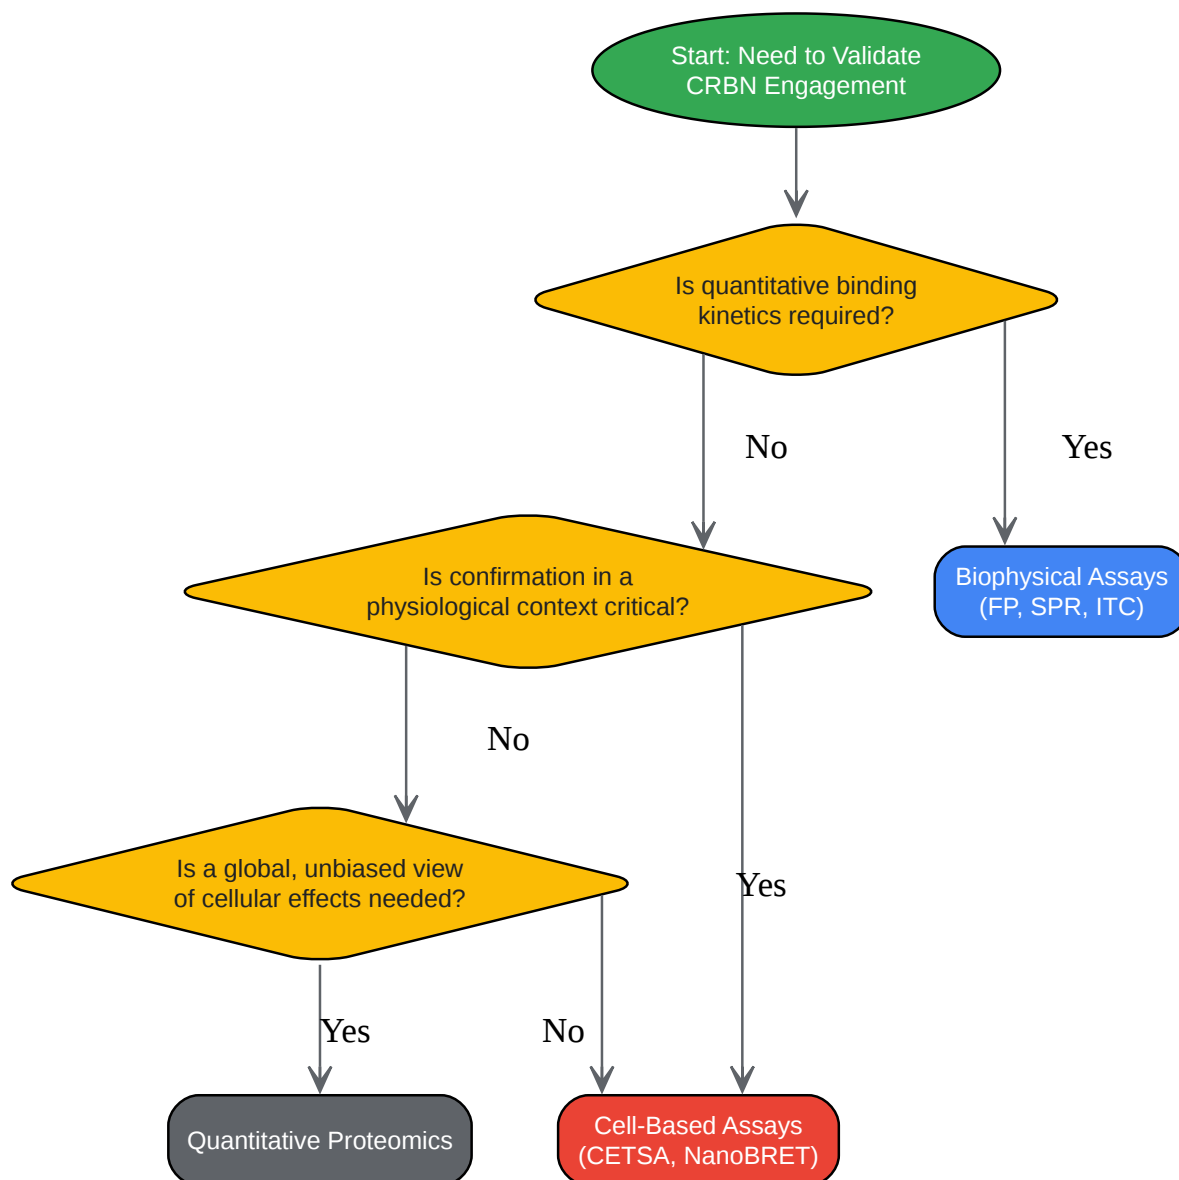 Start: Need to Validate
CRBN Engagement
Is quantitative binding
kinetics required?
No
Yes
Is confirmation in a
physiological context critical?
Biophysical Assays
(FP, SPR, ITC)
No
Is a global, unbiased view
of cellular effects needed?
Yes
Yes
No
Quantitative Proteomics
Cell-Based Assays
(CETSA, NanoBRET)